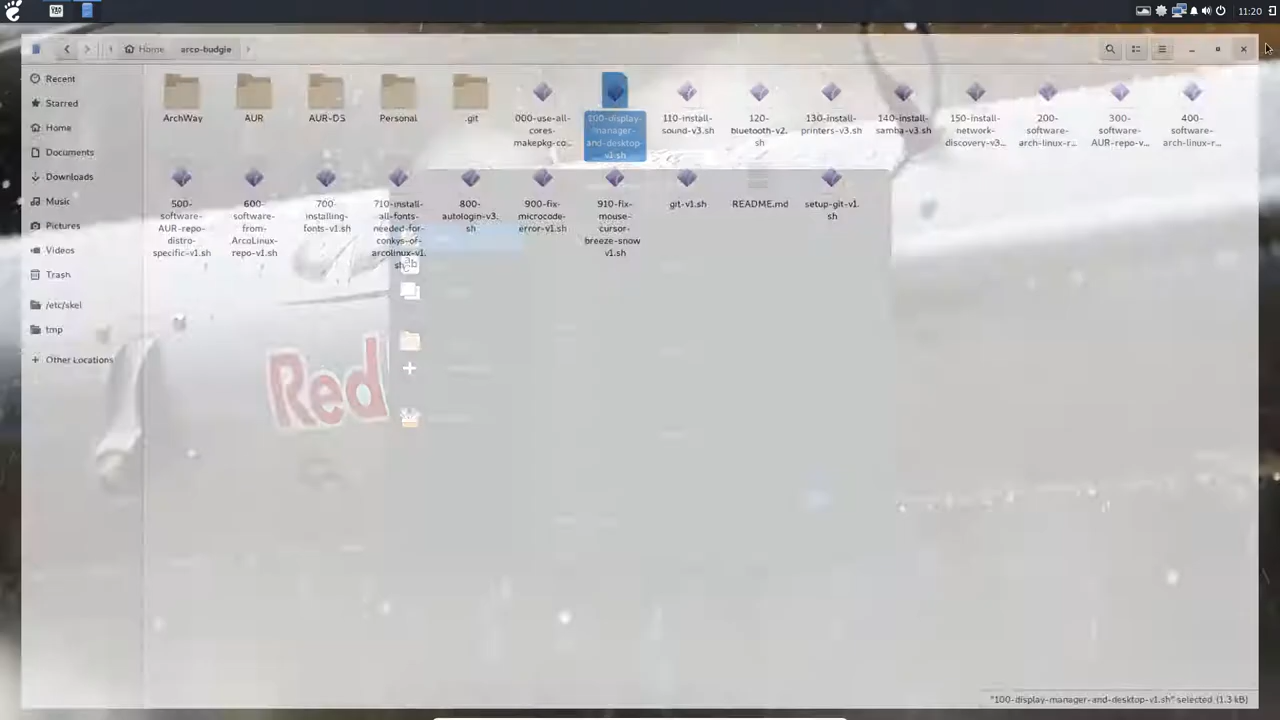 11:20
Home
arco-budgie
Recent
Starred
Home
Documents
Downloads
Music
Pictures
Videos
Trash
/etc/skel
tmp
Other Locations
ArchWay
AUR
AUR-DS
Personal
.git
000-use-all-
cores-
makepkg-co...
100-display-
manager-
and-desktop-
v1.sh
110-install-
sound-v3.sh
120-
bluetooth-v2.
sh
130-install-
printers-v3.sh
140-install-
samba-v3.sh
150-install-
network-
discovery-v3...
200-
software-
arch-linux-r...
300-
software-
AUR-repo-v...
400-
software-
arch-linux-r...
500-
software-
AUR-repo-
distro-
specific-v1.sh
600-
software-
from-
ArcoLinux-
repo-v1.sh
700-
installing-
fonts-v1.sh
710-install-
all-fonts-
needed-for-
conkys-of-
arcolinux-v1.
sh
800-
autologin-v3.
sh
900-fix-
microcode-
error-v1.sh
910-fix-
mouse-
cursor-
breeze-snow
v1.sh
git-v1.sh
README.md
setup-git-v1.
sh
Red
"100-display-manager-and-desktop-v1.sh" selected (1.3 kB)